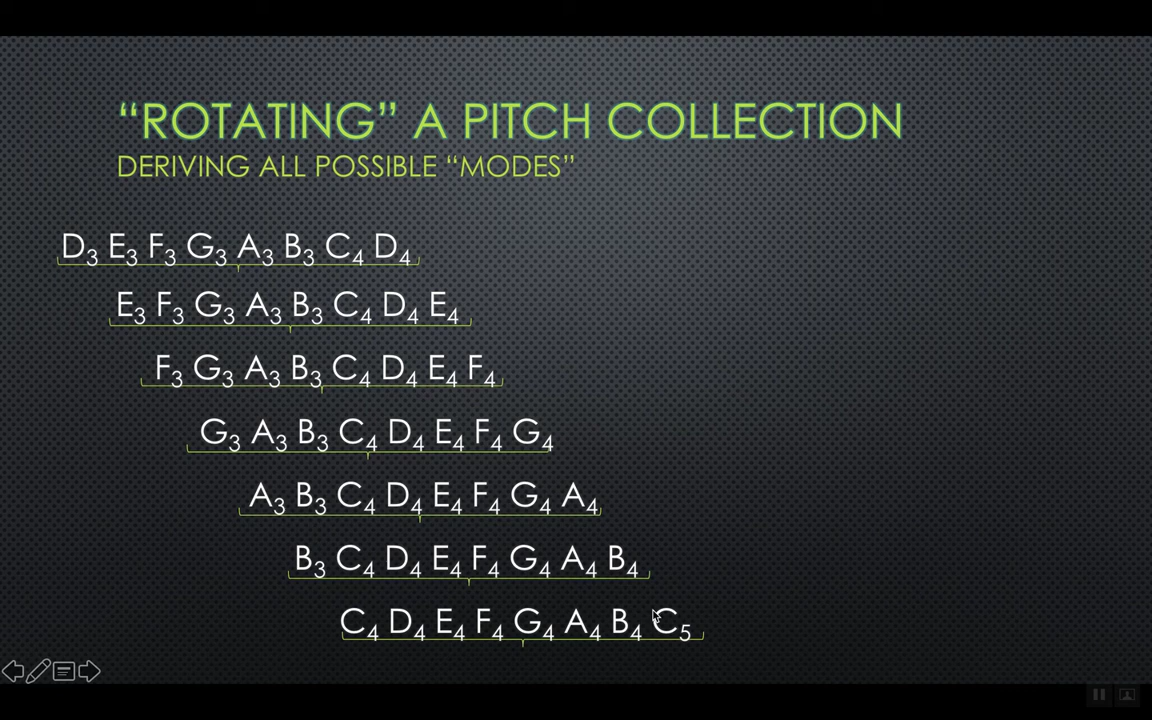 “ROTATING” A PITCH COLLECTION
DERIVING ALL POSSIBLE “MODES”
D₃ E₃ F₃ G₃ A₃ B₃ C₄ D₄
E₃ F₃ G₃ A₃ B₃ C₄ D₄ E₄
F₃ G₃ A₃ B₃ C₄ D₄ E₄ F₄
G₃ A₃ B₃ C₄ D₄ E₄ F₄ G₄
A₃ B₃ C₄ D₄ E₄ F₄ G₄ A₄
B₃ C₄ D₄ E₄ F₄ G₄ A₄ B₄
C₄ D₄ E₄ F₄ G₄ A₄ B₄ C₅